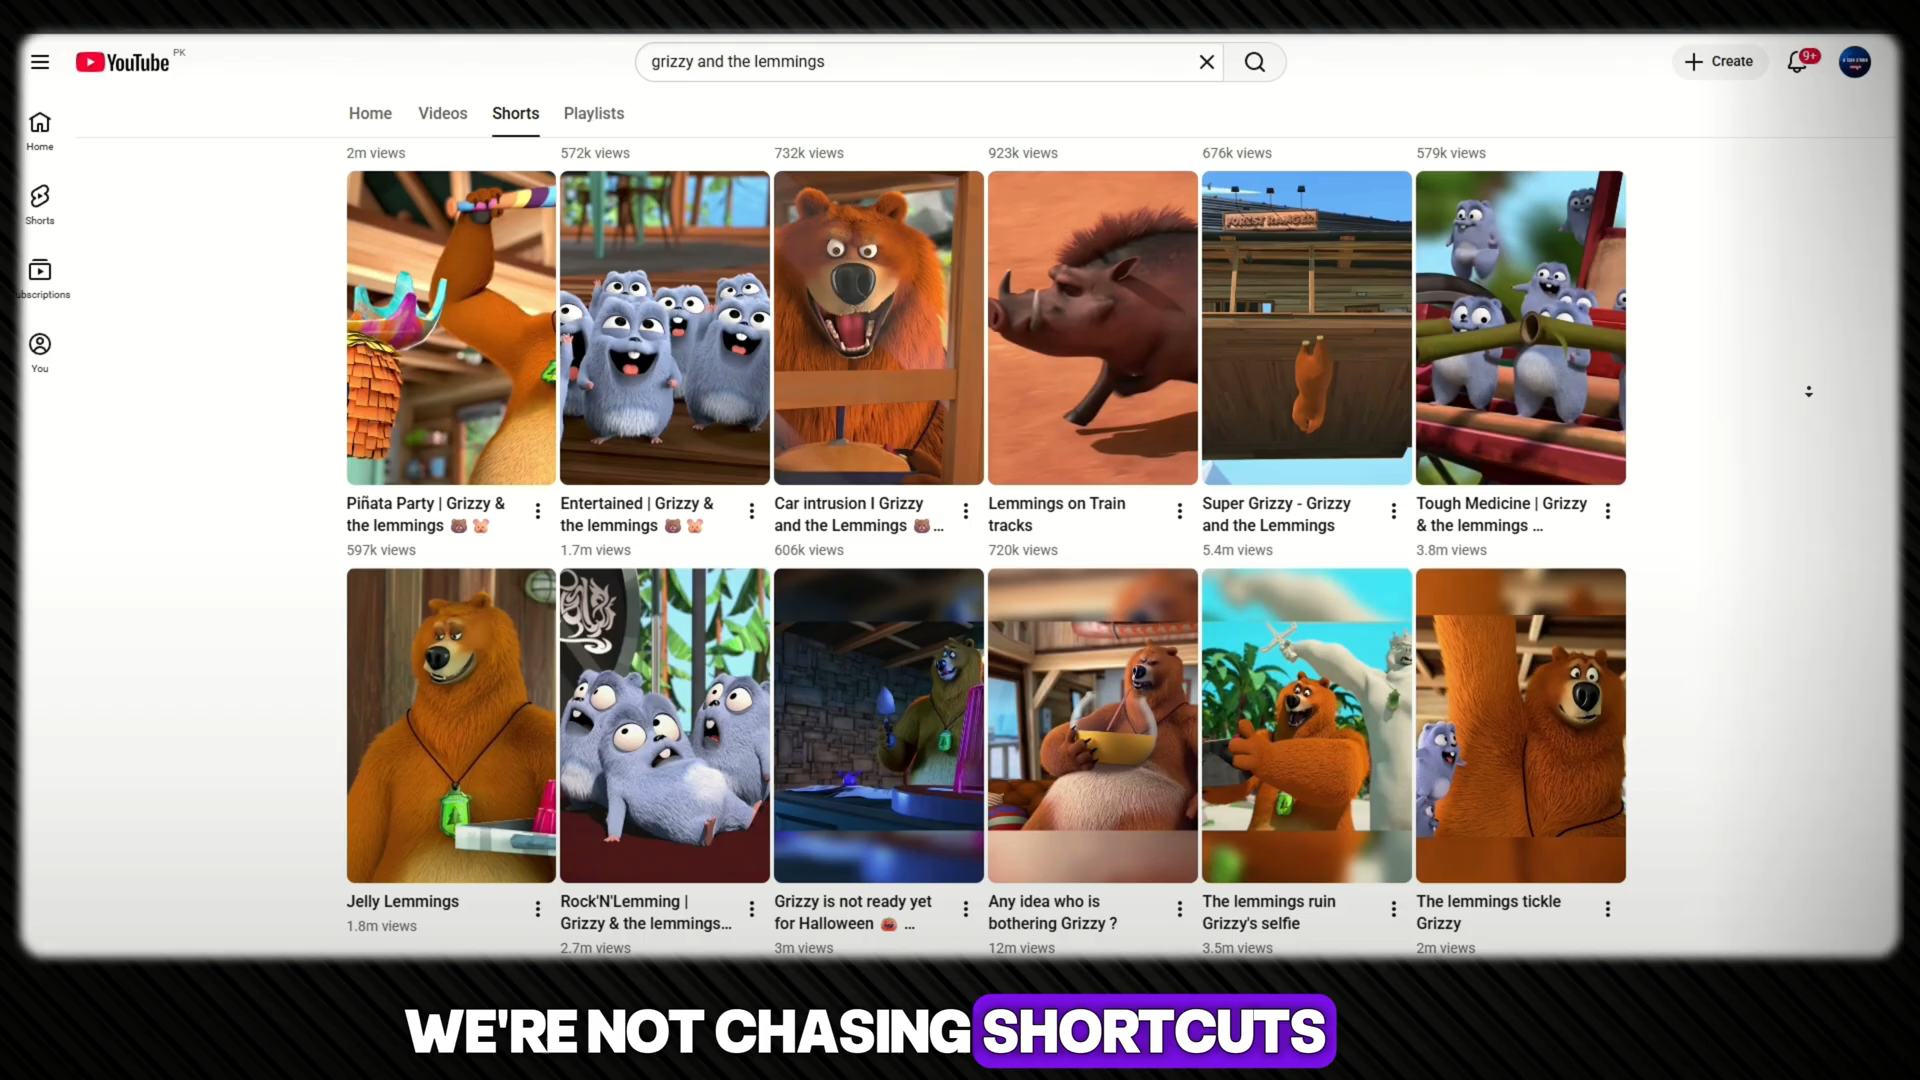 YouTube PK
grizzy and the lemmings
Create
9+
Home
Videos
Shorts
Playlists
Home
Shorts
ubscriptions
You
2m views
572k views
732k views
923k views
676k views
579k views
FOREST RANGER
Piñata Party | Grizzy &
the lemmings 🐻 🐹
597k views
Entertained | Grizzy &
the lemmings 🐻 🐹
1.7m views
Car intrusion I Grizzy
and the Lemmings 🐻...
606k views
Lemmings on Train
tracks
720k views
Super Grizzy - Grizzy
and the Lemmings
5.4m views
Tough Medicine | Grizzy
& the lemmings ...
3.8m views
Jelly Lemmings
1.8m views
Rock'N'Lemming |
Grizzy & the lemmings...
2.7m views
Grizzy is not ready yet
for Halloween 🎃 ...
3m views
Any idea who is
bothering Grizzy ?
12m views
The lemmings ruin
Grizzy's selfie
3.5m views
The lemmings tickle
Grizzy
2m views
WE'RE NOT CHASING SHORTCUTS